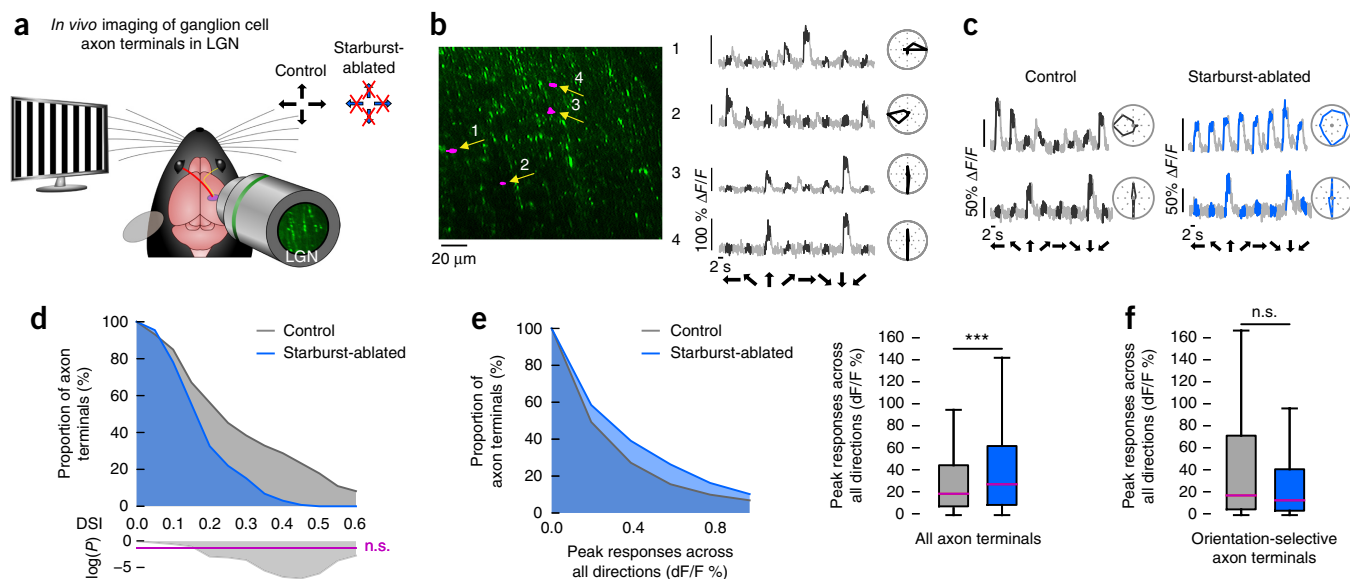 a
In vivo imaging of ganglion cell
axon terminals in LGN
Control
Starburst-
ablated
LGN
b
1
2
3
4
20 μm
1
2
3
4
100 % ΔF/F
2 s
c
Control
Starburst-ablated
50% ΔF/F
2 s
50% ΔF/F
2 s
d
Proportion of axon
terminals (%)
100
80
60
40
20
0
Control
Starburst-ablated
DSI
0.0 0.1 0.2 0.3 0.4 0.5 0.6
log(P)
0
−5
n.s.
e
Proportion of
axon terminals (%)
100
80
60
40
20
0
Control
Starburst-ablated
0.0 0.4 0.8
Peak responses across
all directions (dF/F %)
Peak responses across
all directions (dF/F %)
160
140
120
100
80
60
40
20
0
***
All axon terminals
f
Peak responses across
all directions (dF/F %)
160
140
120
100
80
60
40
20
0
n.s.
Orientation-selective
axon terminals